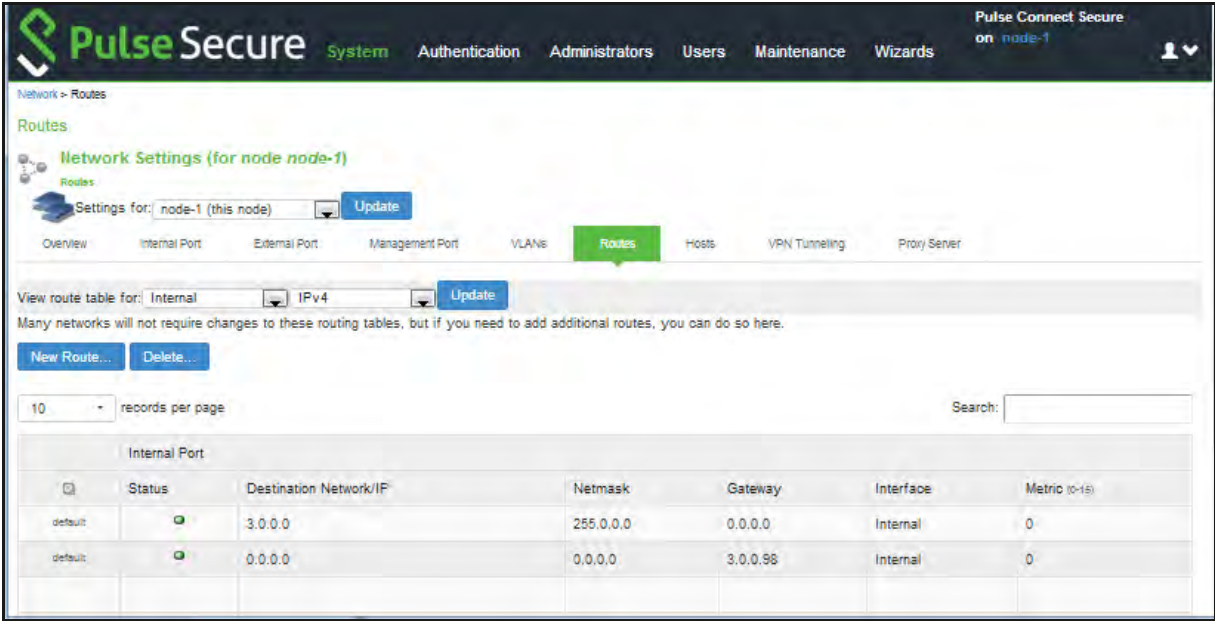 Pulse Secure System Authentication Administrators Users Maintenance Wizards
Pulse Connect Secure
on node-1
Network > Routes
Routes
Network Settings (for node node-1)
Routes
Settings for: node-1 (this node) Update
Overview Internal Port External Port Management Port VLANs Routes Hosts VPN Tunneling Proxy Server
View route table for: Internal IPv4 Update
Many networks will not require changes to these routing tables, but if you need to add additional routes, you can do so here.
New Route... Delete...
10 records per page Search:
Internal Port
Status Destination Network/IP Netmask Gateway Interface Metric (0-15)
default 3.0.0.0 255.0.0.0 0.0.0.0 Internal 0
default 0.0.0.0 0.0.0.0 3.0.0.98 Internal 0